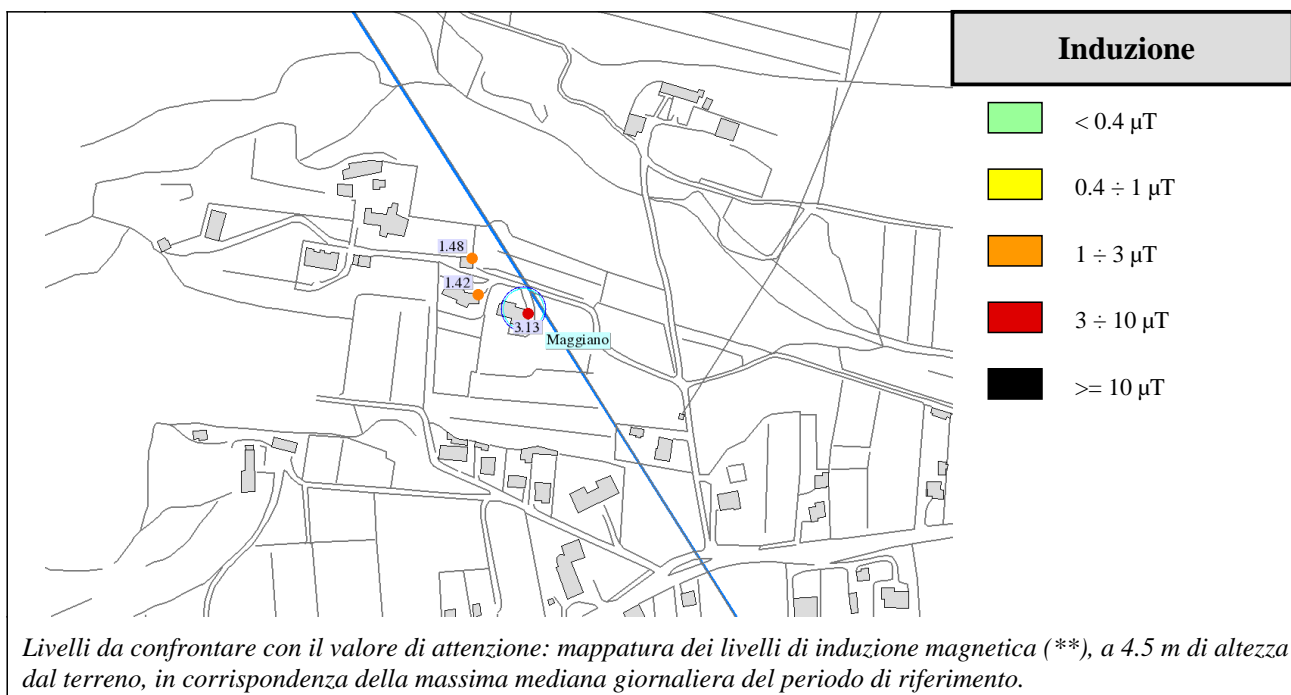 Induzione
< 0.4 µT
0.4 ÷ 1 µT
1 ÷ 3 µT
3 ÷ 10 µT
>= 10 µT
1.48
1.42
3.13
Maggiano
Livelli da confrontare con il valore di attenzione: mappatura dei livelli di induzione magnetica (**), a 4.5 m di altezza
dal terreno, in corrispondenza della massima mediana giornaliera del periodo di riferimento.